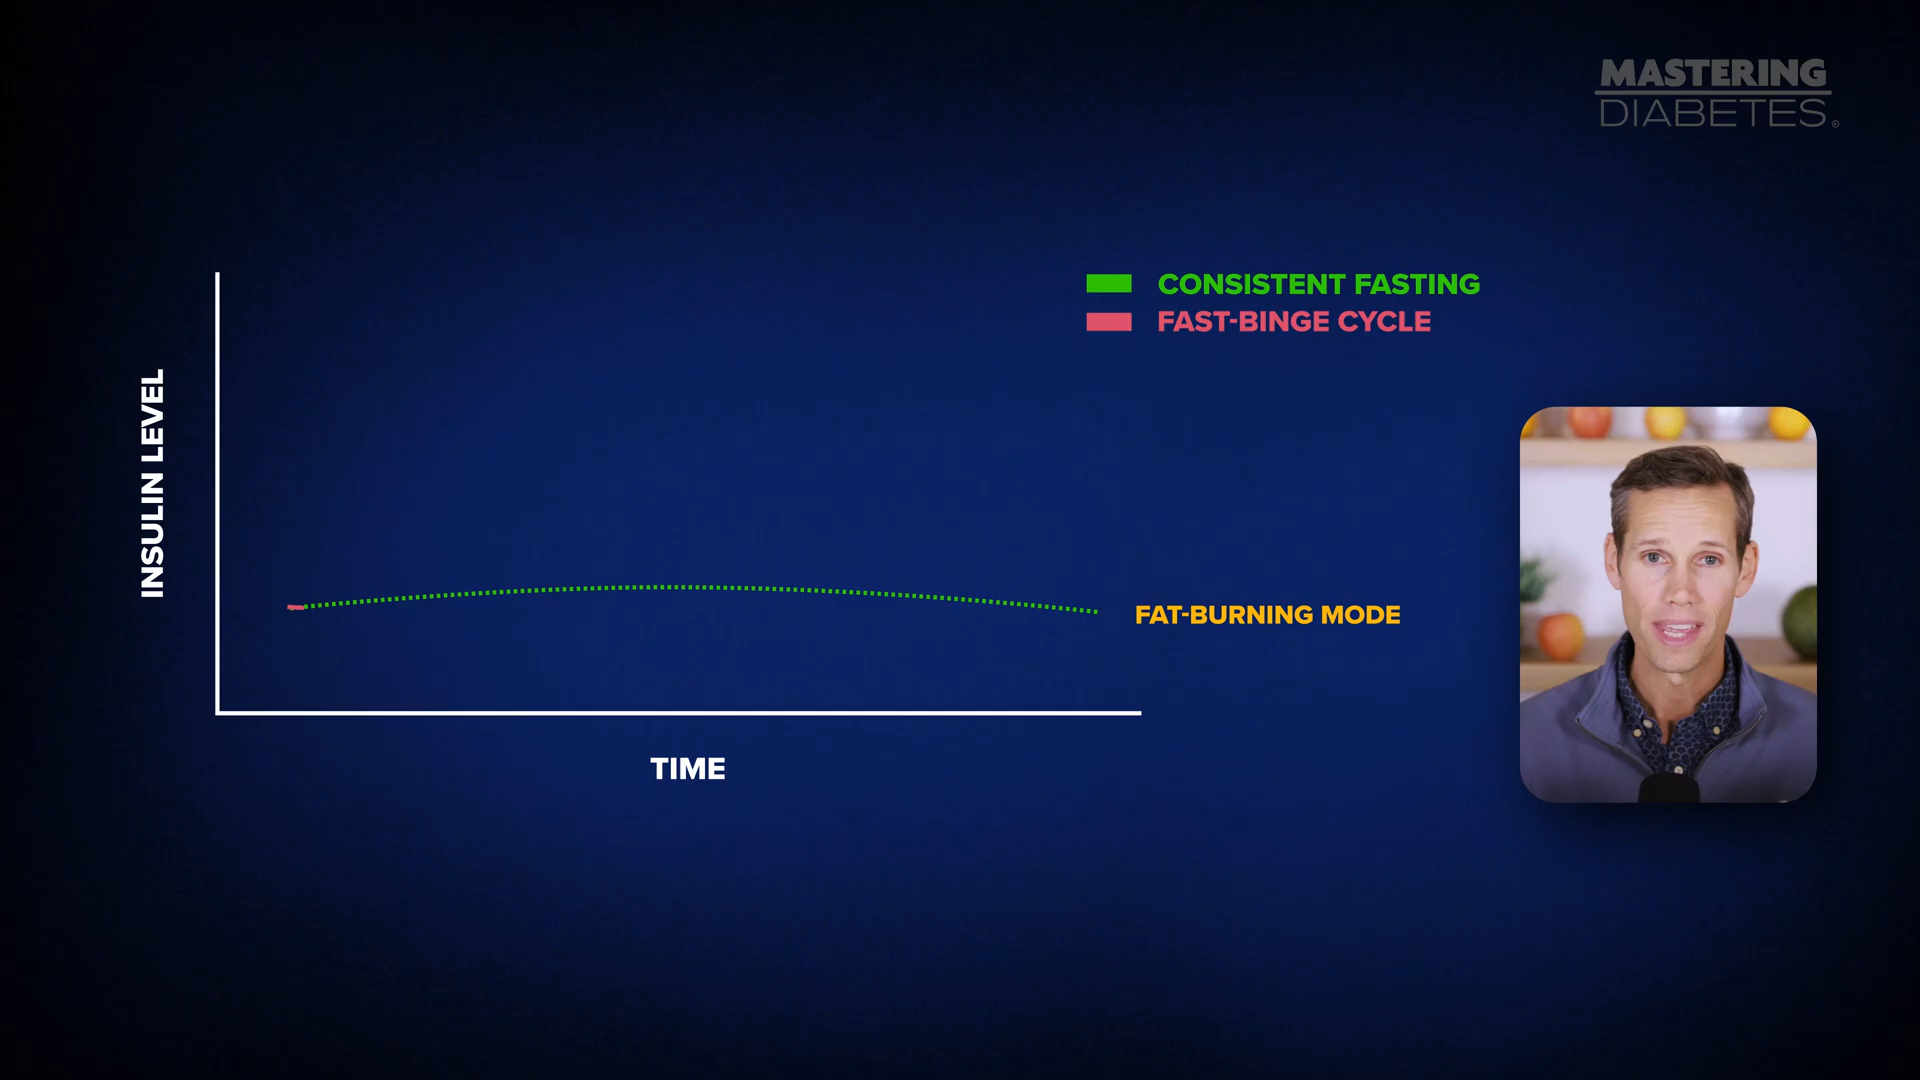 MASTERING
DIABETES®
CONSISTENT FASTING
FAST-BINGE CYCLE
INSULIN LEVEL
FAT-BURNING MODE
TIME